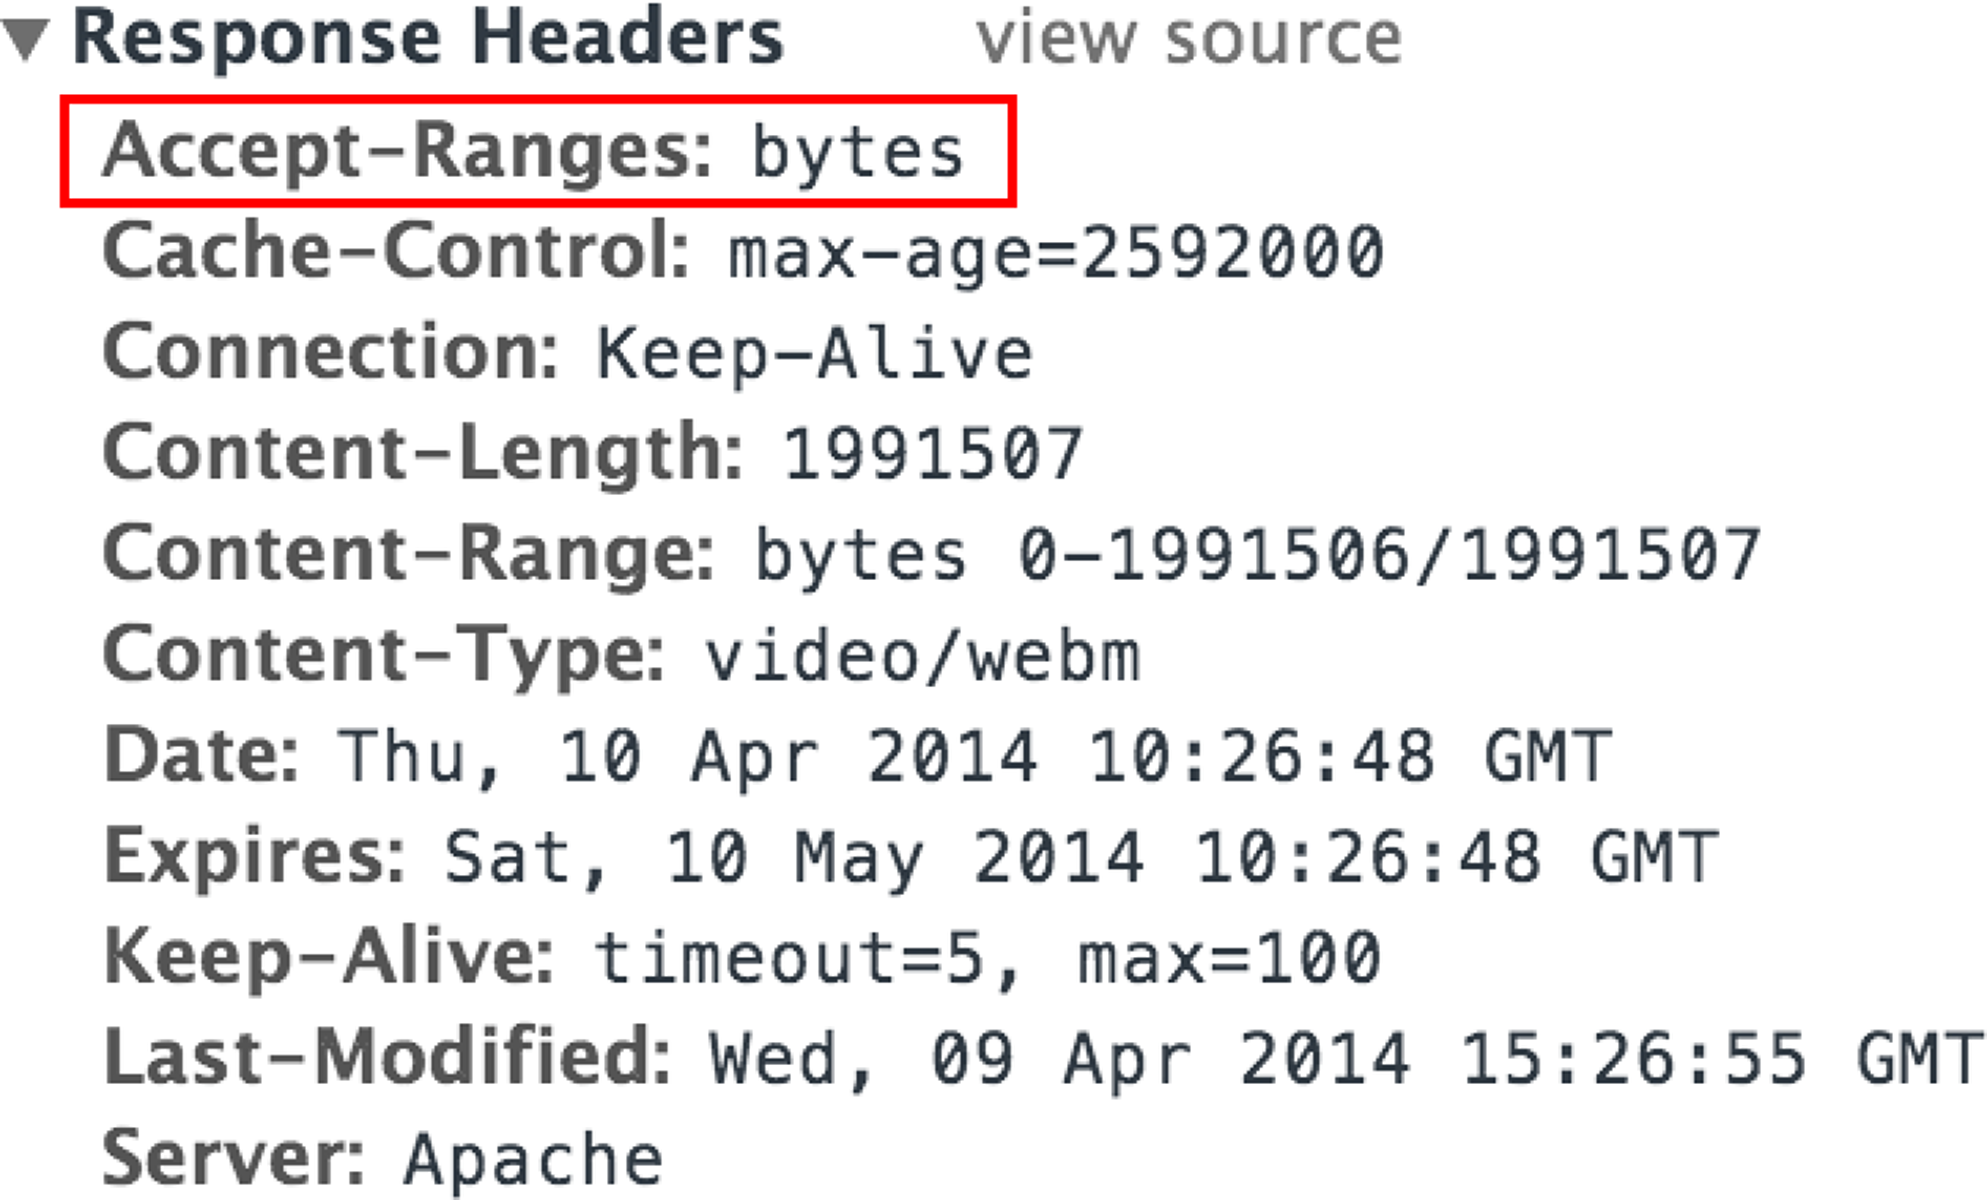 Response Headers view source
Accept-Ranges: bytes
Cache-Control: max-age=2592000
Connection: Keep-Alive
Content-Length: 1991507
Content-Range: bytes 0-1991506/1991507
Content-Type: video/webm
Date: Thu, 10 Apr 2014 10:26:48 GMT
Expires: Sat, 10 May 2014 10:26:48 GMT
Keep-Alive: timeout=5, max=100
Last-Modified: Wed, 09 Apr 2014 15:26:55 GMT
Server: Apache